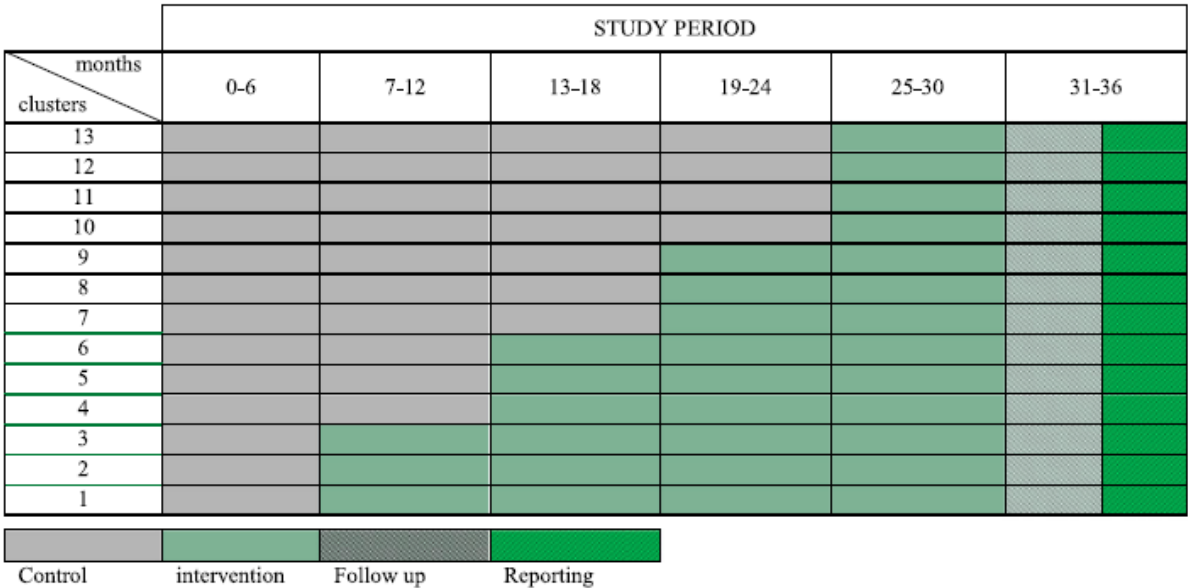 STUDY PERIOD
months
clusters
0-6 7-12 13-18 19-24 25-30 31-36
13
12
11
10
9
8
7
6
5
4
3
2
1
Control intervention Follow up Reporting